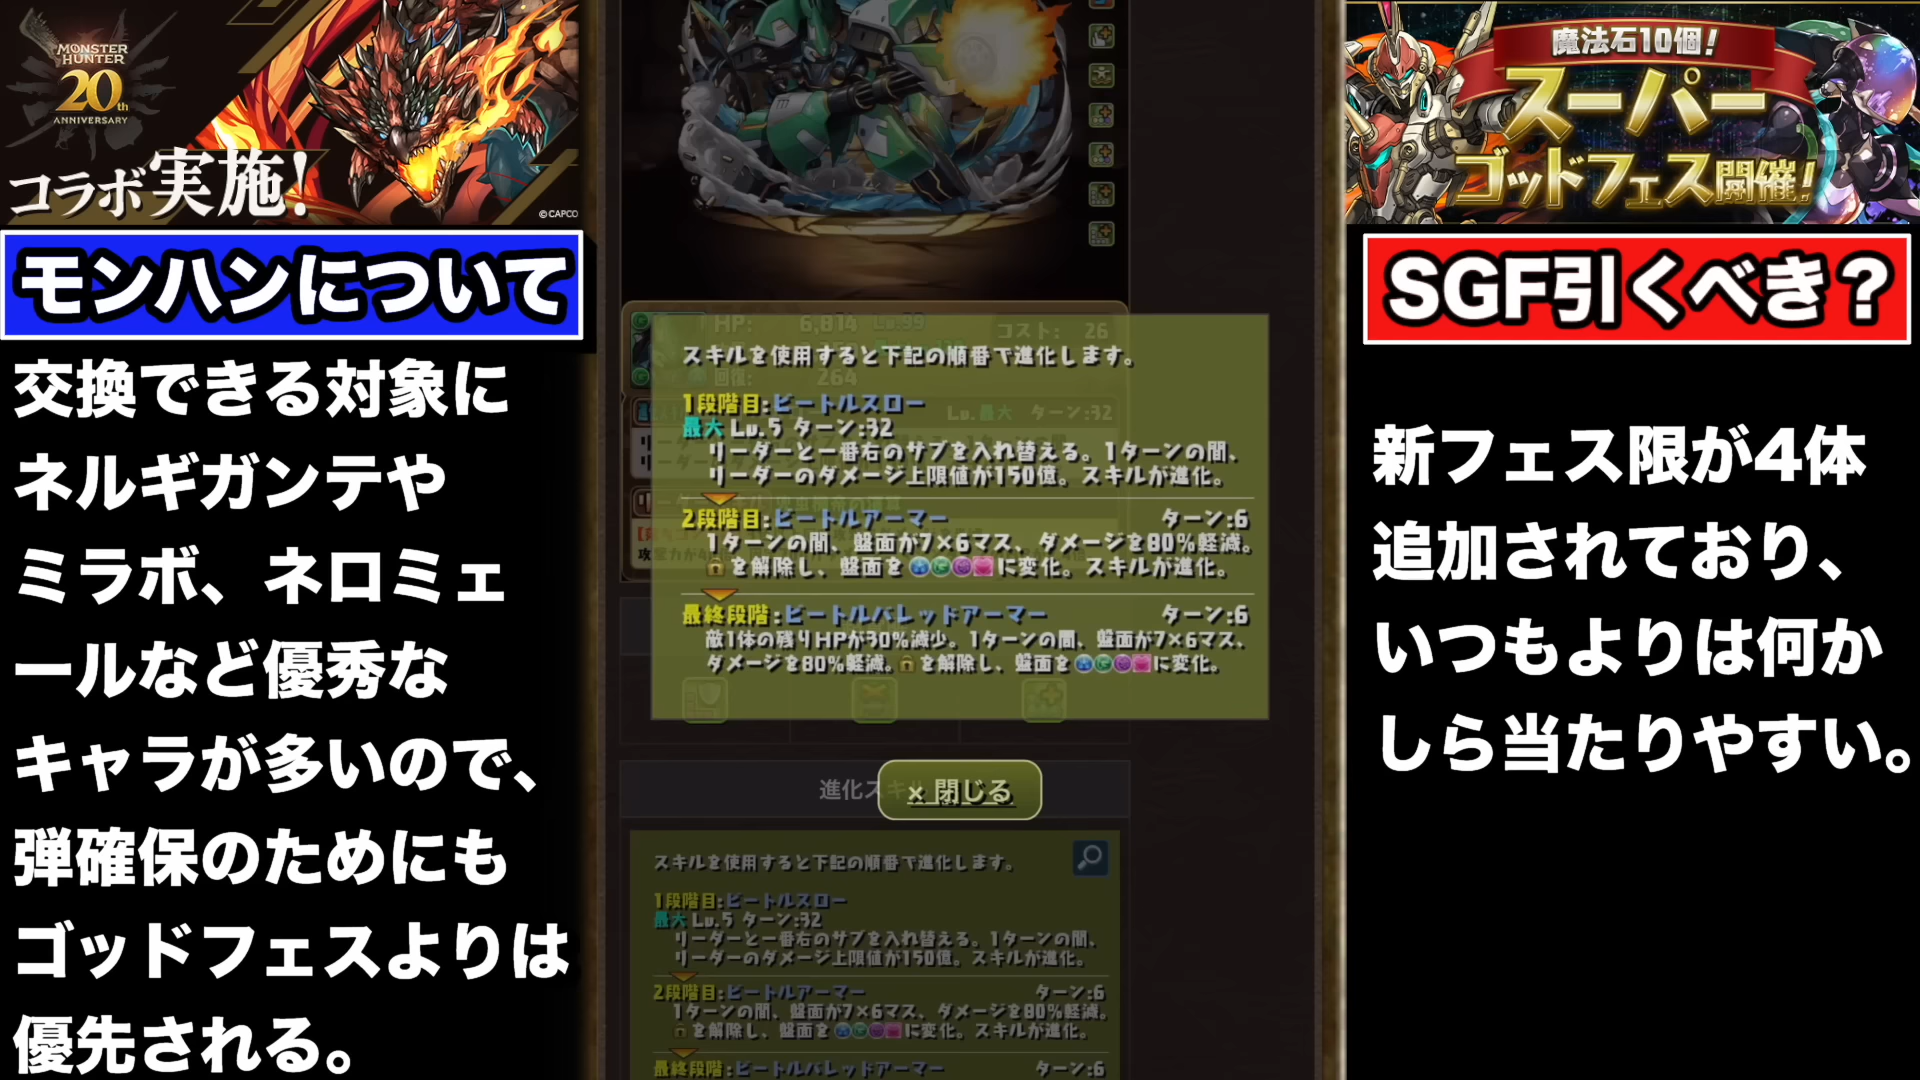 MONSTER
HUNTER
20th
ANNIVERSARY
コラボ実施!
©CAPCO
モンハンについて
交換できる対象に
ネルギガンテや
ミラボ、ネロミェ
ールなど優秀な
キャラが多いので、
弾確保のためにも
ゴッドフェスよりは
優先される。
HP: 6,814 Lv.99
コスト: 26
回復: 264
Lv.最大 ターン:32
スキルを使用すると下記の順番で進化します。
1段階目:ビートルスロー
最大 Lv.5 ターン:32
リーダーと一番右のサブを入れ替える。1ターンの間、
リーダーのダメージ上限値が150億。スキルが進化。
2段階目:ビートルアーマー ターン:6
1ターンの間、盤面が7×6マス、ダメージを80%軽減。
を解除し、盤面を に変化。スキルが進化。
最終段階:ビートルバレッドアーマー ターン:6
敵1体の残りHPが30%減少。1ターンの間、盤面が7×6マス、
ダメージを80%軽減。 を解除し、盤面を に変化。
進化スキル
× 閉じる
スキルを使用すると下記の順番で進化します。
1段階目:ビートルスロー
最大 Lv.5 ターン:32
リーダーと一番右のサブを入れ替える。1ターンの間、
リーダーのダメージ上限値が150億。スキルが進化。
2段階目:ビートルアーマー ターン:6
1ターンの間、盤面が7×6マス、ダメージを80%軽減。
を解除し、盤面を に変化。スキルが進化。
最終段階:ビートルバレッドアーマー ターン:6
魔法石10個!
スーパー
ゴッドフェス開催!
SGF引くべき?
新フェス限が4体
追加されており、
いつもよりは何か
しら当たりやすい。